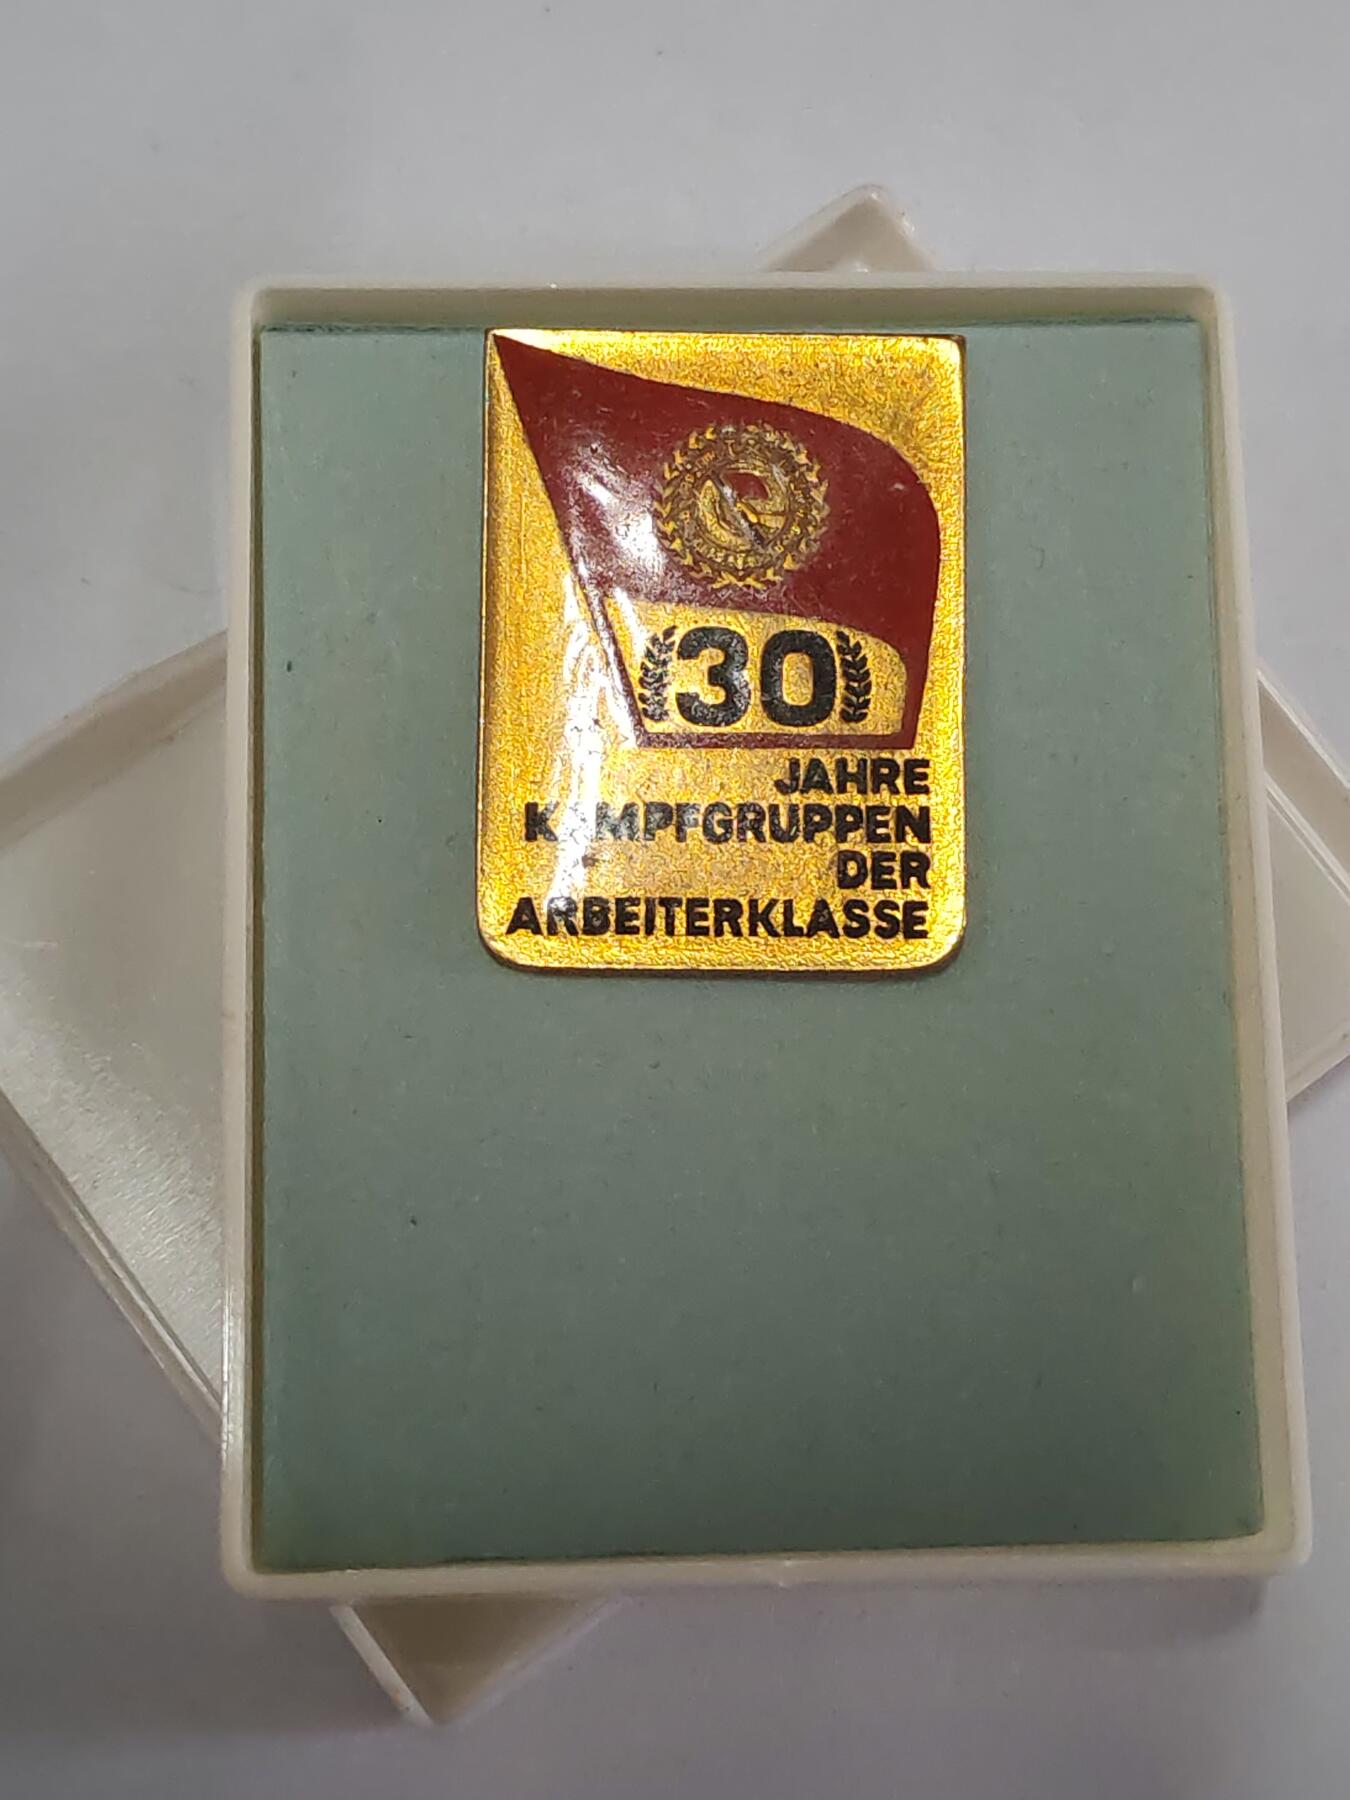 30
JAHRE
KAMPFGRUPPEN
DER
ARBEITERKLASSE